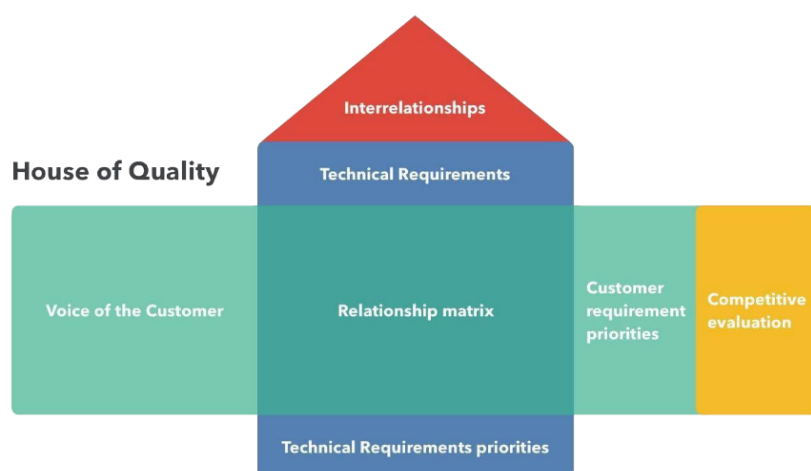 Interrelationships
House of Quality
Technical Requirements
Voice of the Customer
Relationship matrix
Customer
requirement
priorities
Competitive
evaluation
Technical Requirements priorities